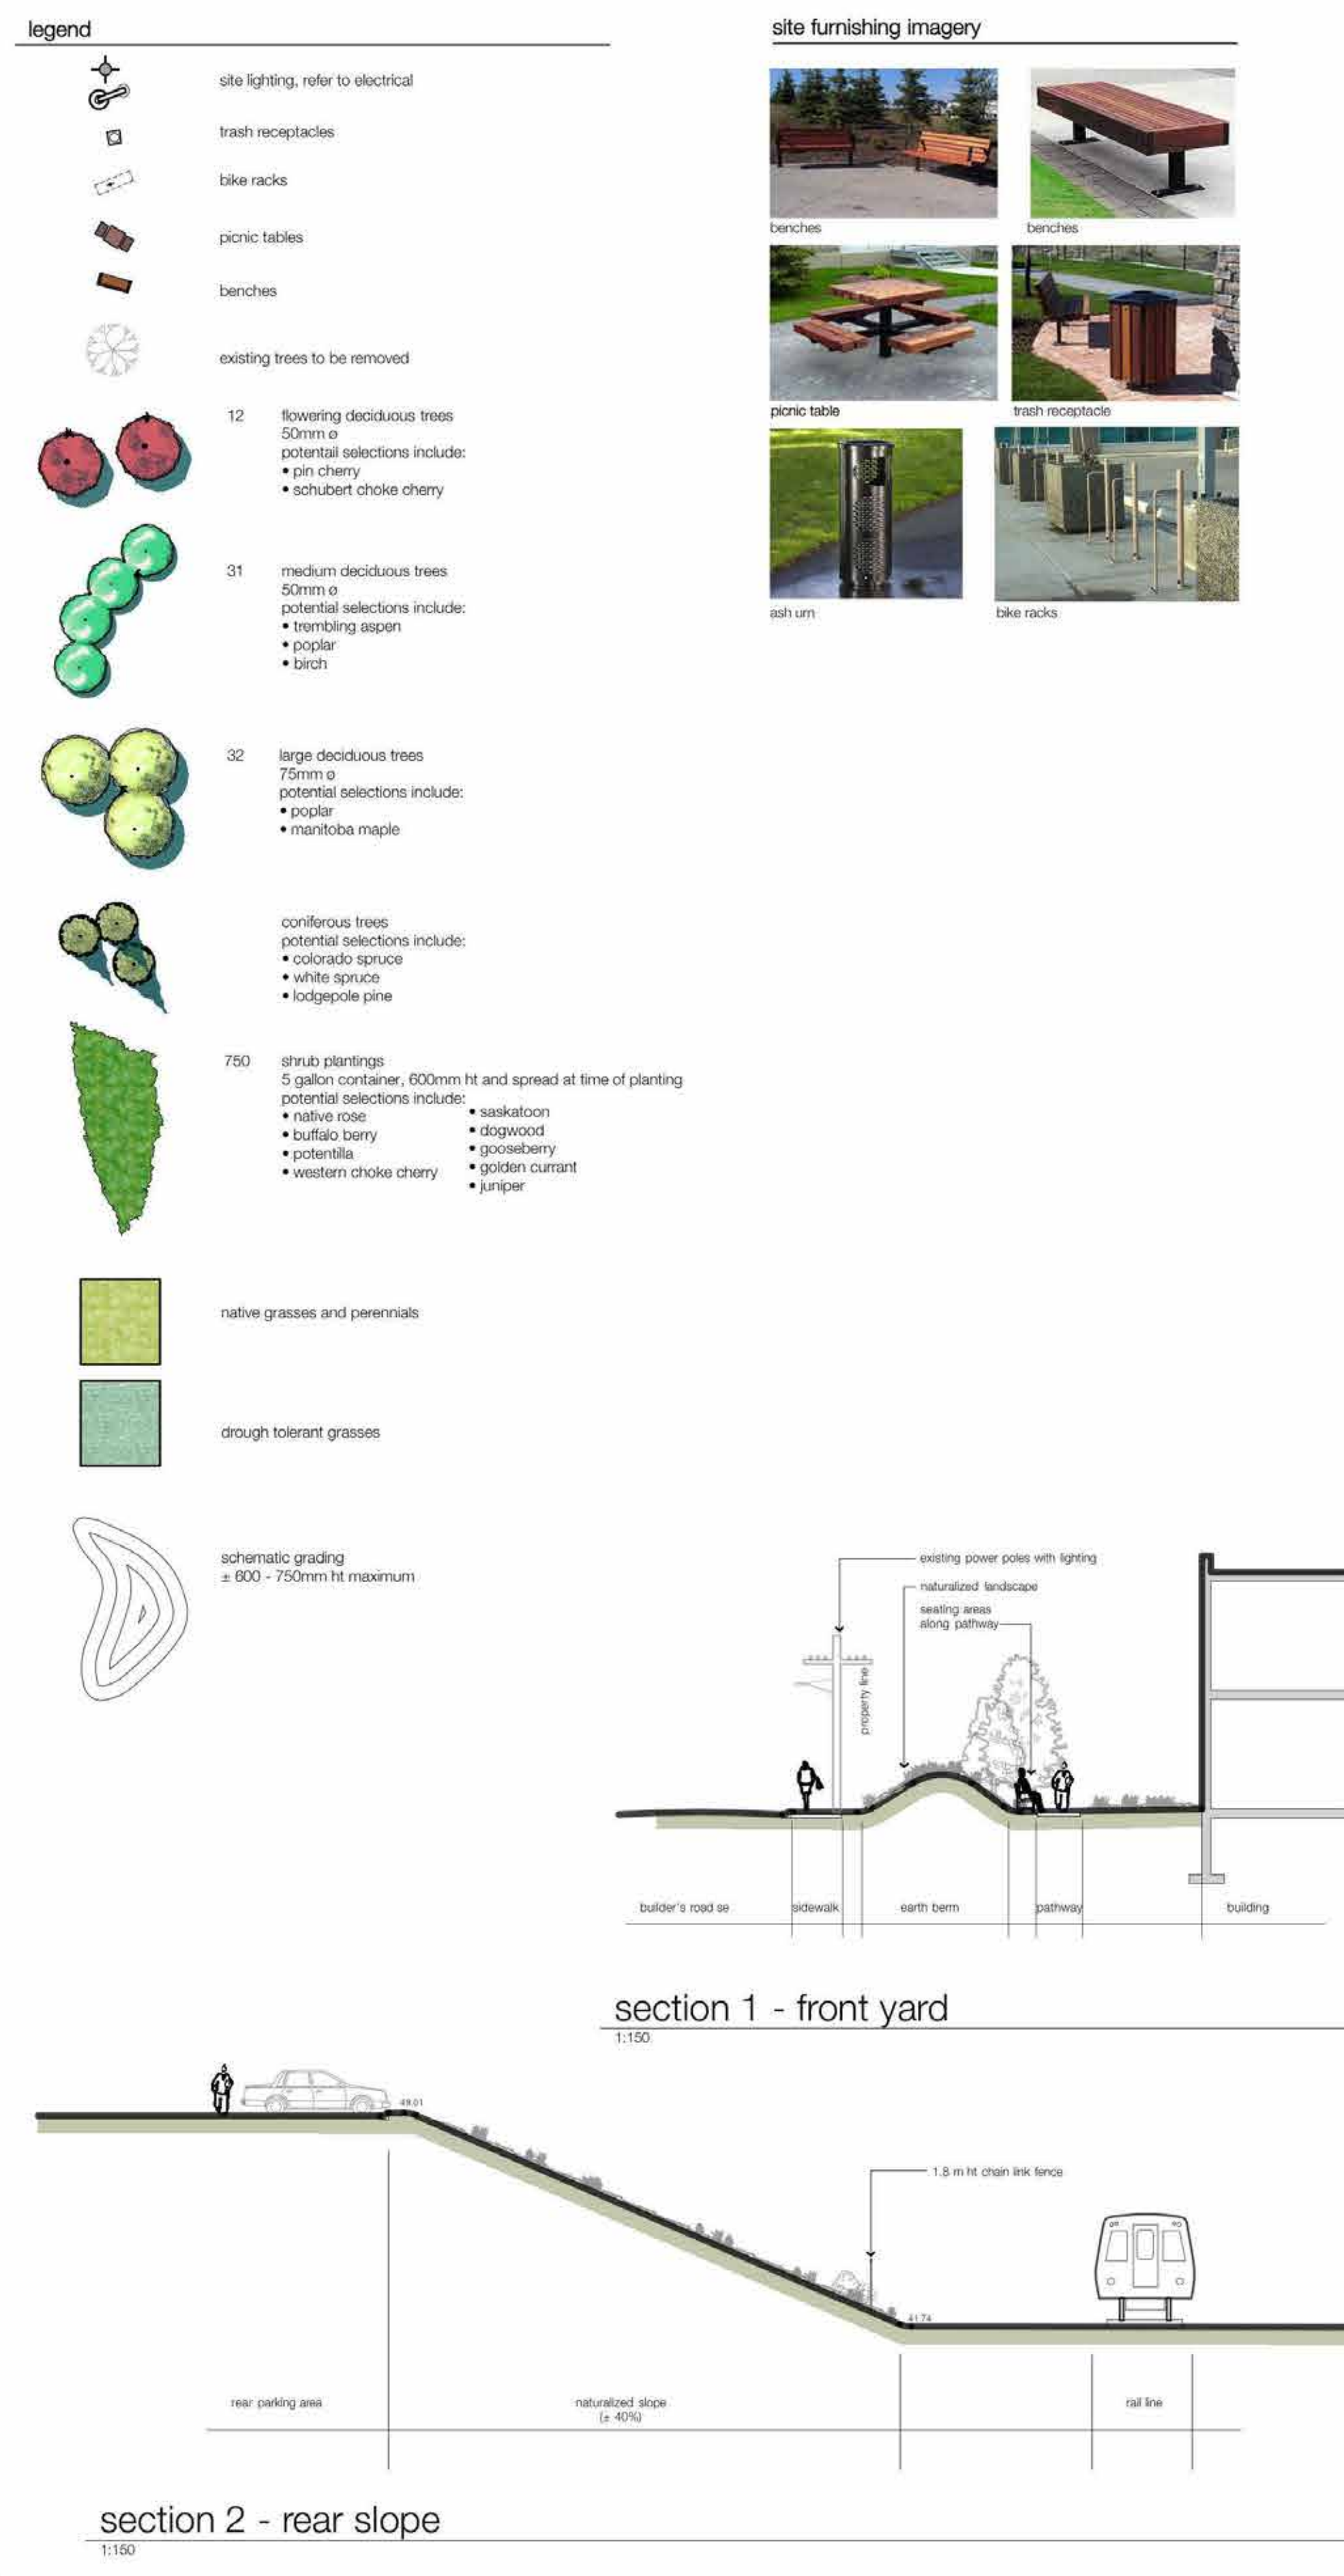 legend
site lighting, refer to electrical
trash receptacles
bike racks
picnic tables
benches
existing trees to be removed
12 flowering deciduous trees
50mm ø
potentail selections include:
• pin cherry
• schubert choke cherry
31 medium deciduous trees
50mm ø
potential selections include:
• trembling aspen
• poplar
• birch
32 large deciduous trees
75mm ø
potential selections include:
• poplar
• manitoba maple
coniferous trees
potential selections include:
• colorado spruce
• white spruce
• lodgepole pine
750 shrub plantings
5 gallon container, 600mm ht and spread at time of planting
potential selections include:
• native rose
• buffalo berry
• potentilla
• western choke cherry
• saskatoon
• dogwood
• gooseberry
• golden currant
• juniper
native grasses and perennials
drough tolerant grasses
schematic grading
± 600 - 750mm ht maximum
site furnishing imagery
benches
benches
picnic table
trash receptacle
ash urn
bike racks
existing power poles with lighting
naturalized landscape
seating areas
along pathway
property line
builder's road se
sidewalk
earth berm
pathway
building
section 1 - front yard
1:150
49.01
1.8 m ht chain link fence
41.74
rear parking area
naturalized slope
(± 40%)
rail line
section 2 - rear slope
1:150